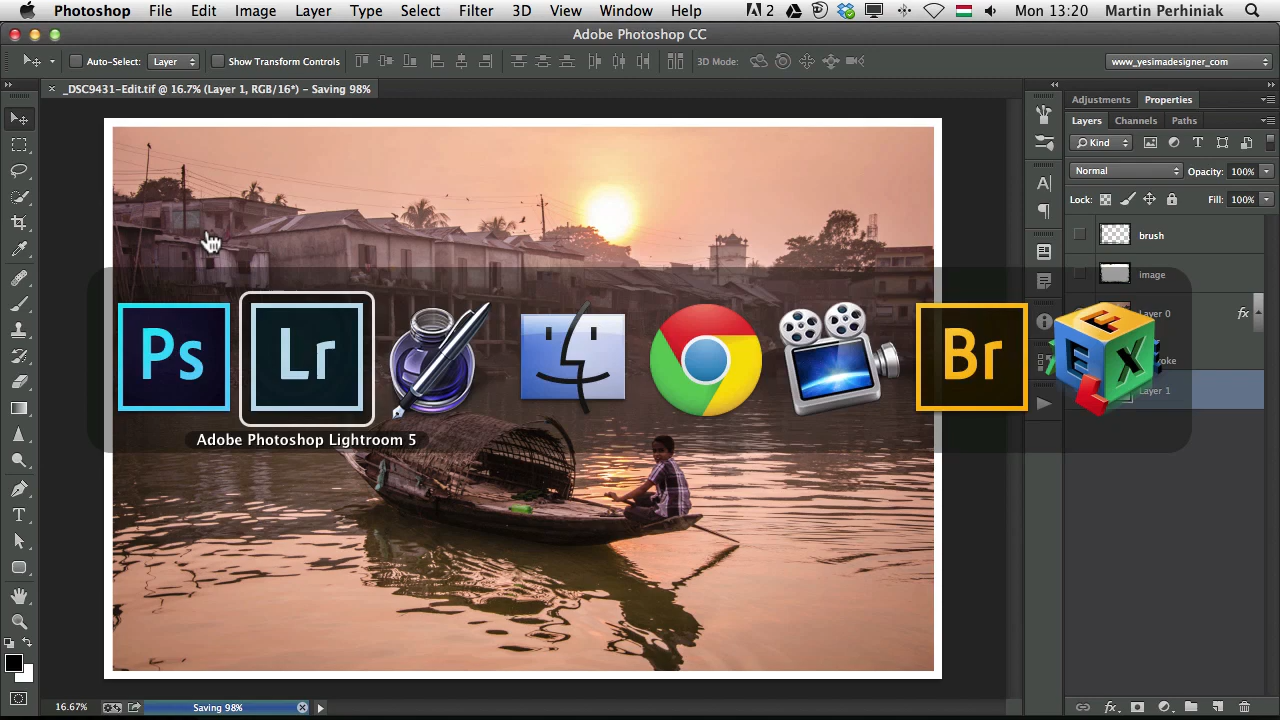 Photoshop File Edit Image Layer Type Select Filter 3D View Window Help 2 Mon 13:20 Martin Perhiniak
Adobe Photoshop CC
Auto-Select: Layer Show Transform Controls 3D Mode: www_yesimadesigner_com
_DSC9431-Edit.tif @ 16.7% (Layer 1, RGB/16*) – Saving 98%
Adjustments Properties
Layers Channels Paths
Kind
Normal Opacity: 100%
Lock: Fill: 100%
brush
image
Layer 0 fx
Ps Lr Br FEX
oke
Layer 1
Adobe Photoshop Lightroom 5
16.67% Saving 98%